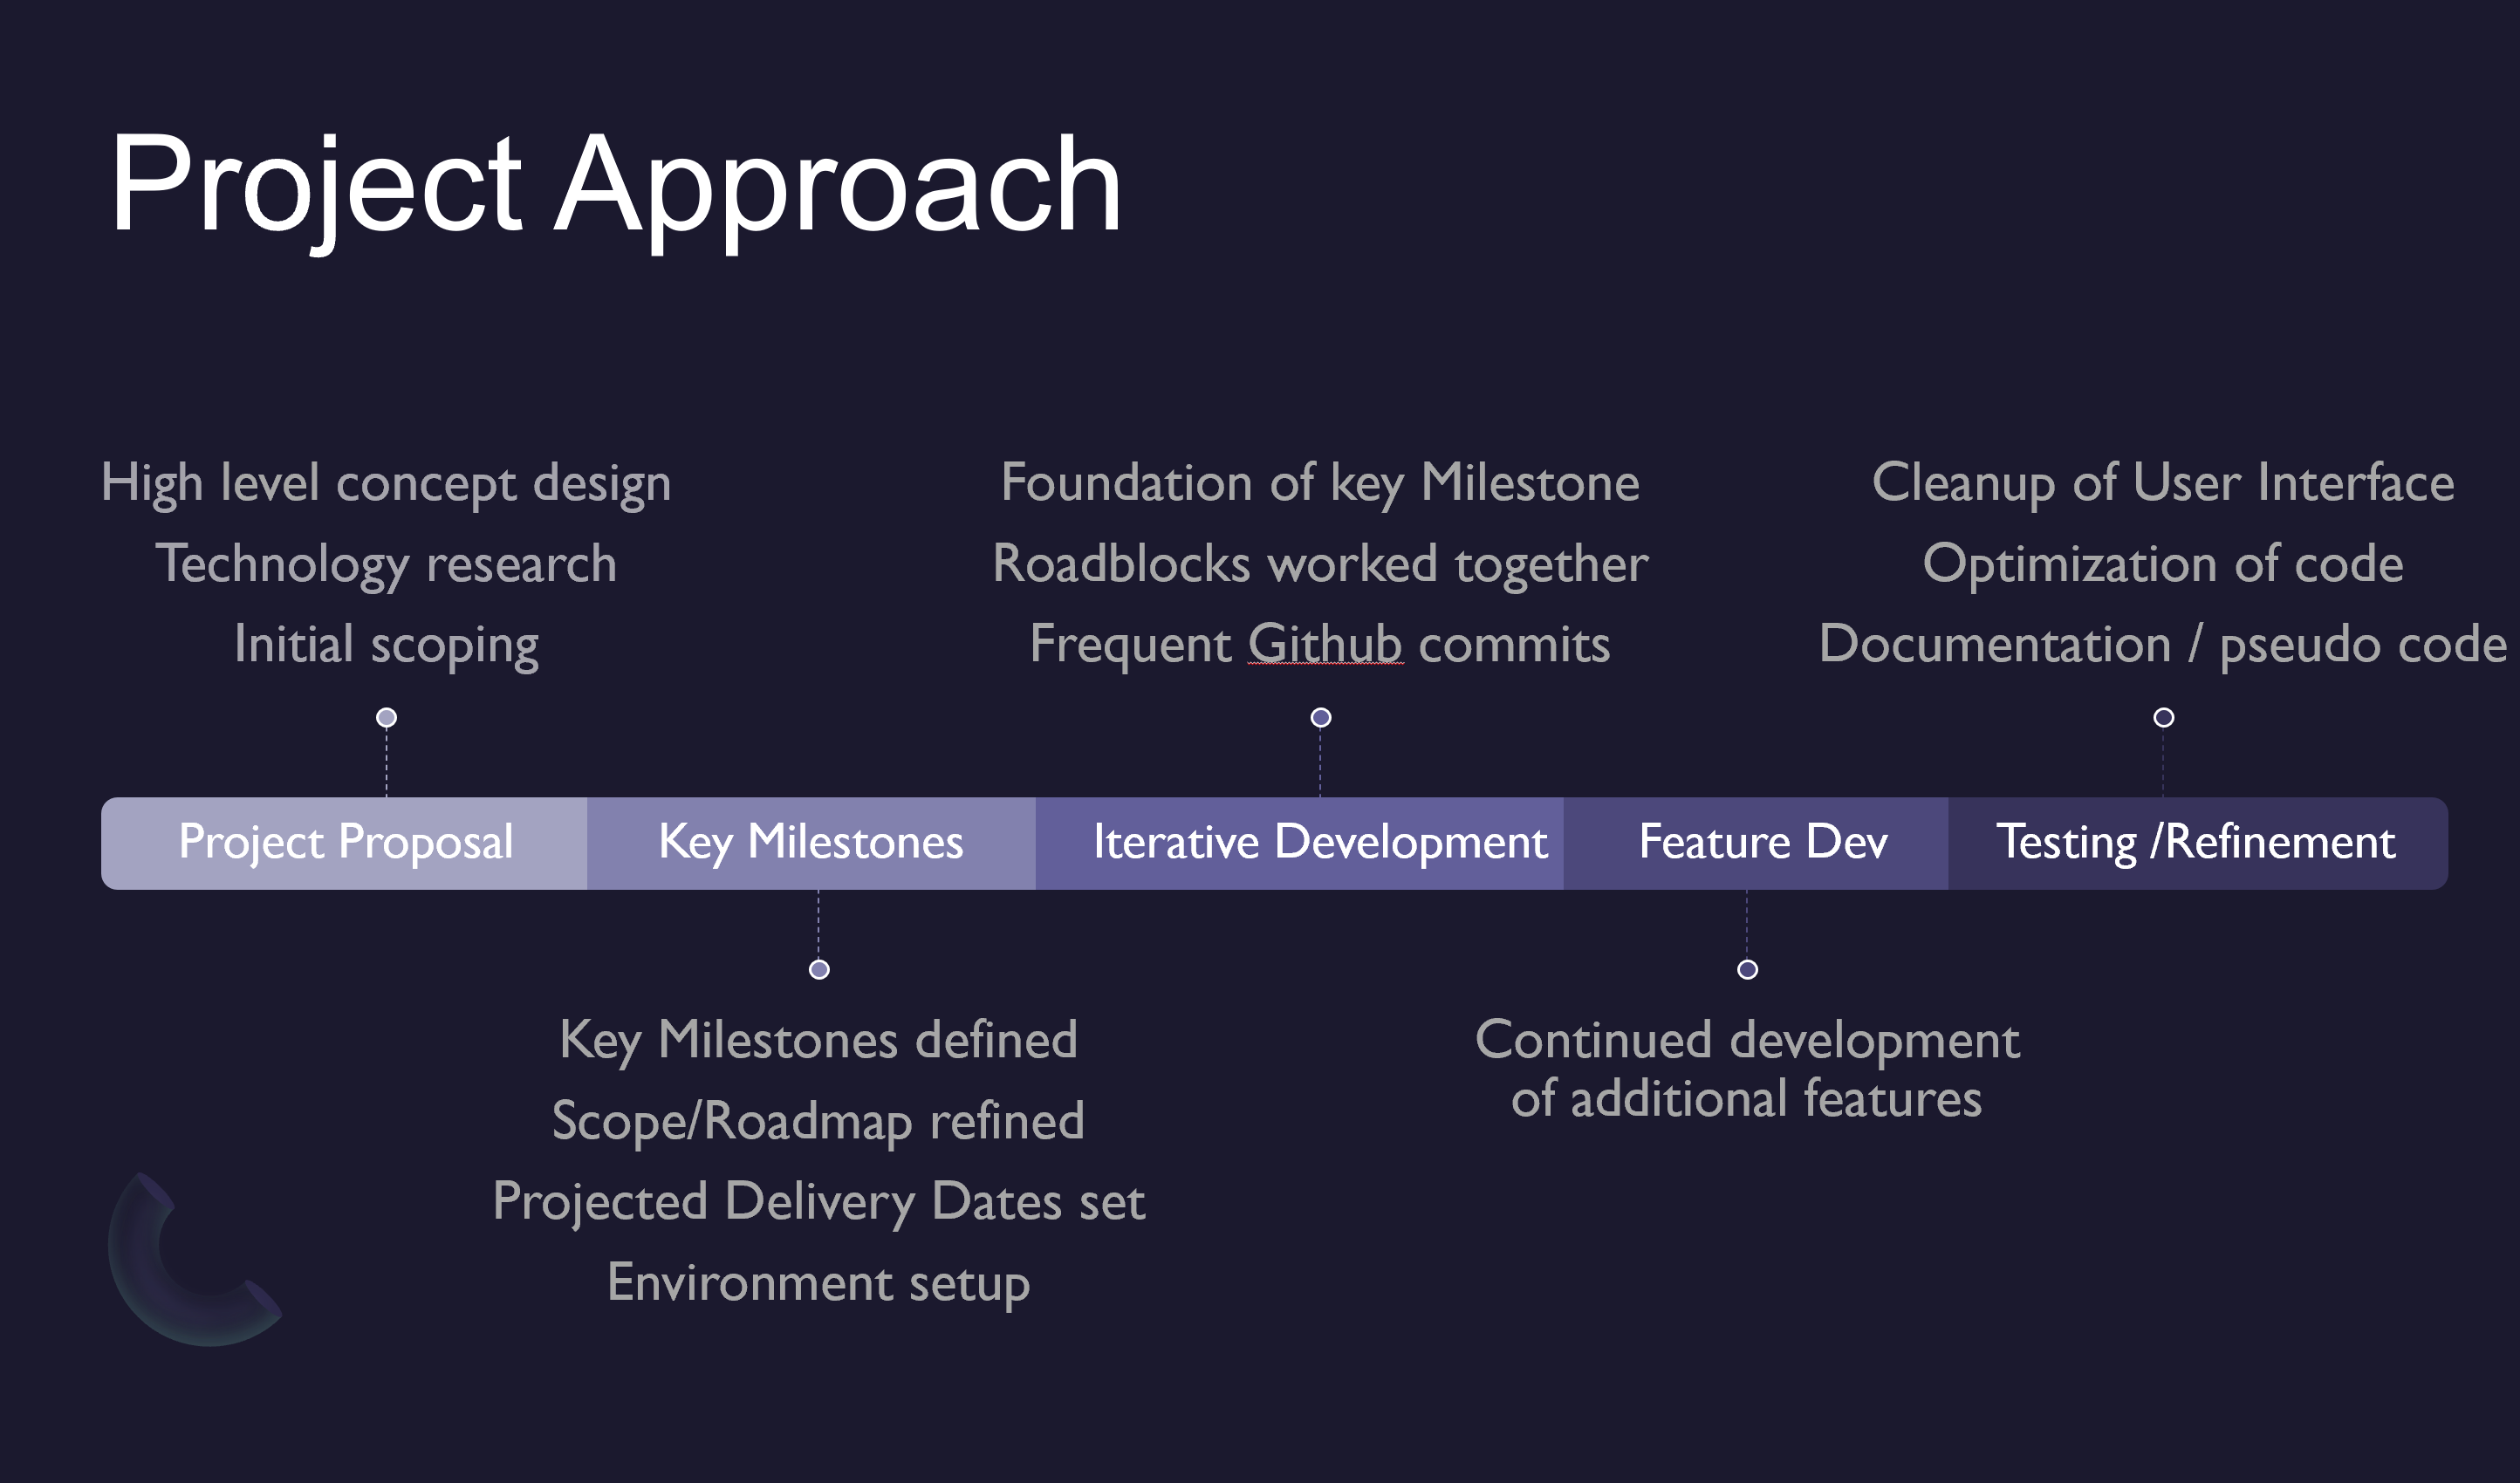 Project Approach
High level concept design
Technology research
Initial scoping
Foundation of key Milestone
Roadblocks worked together
Frequent Github commits
Cleanup of User Interface
Optimization of code
Documentation / pseudo code
Project Proposal
Key Milestones
Iterative Development
Feature Dev
Testing /Refinement
Key Milestones defined
Scope/Roadmap refined
Projected Delivery Dates set
Environment setup
Continued development
of additional features